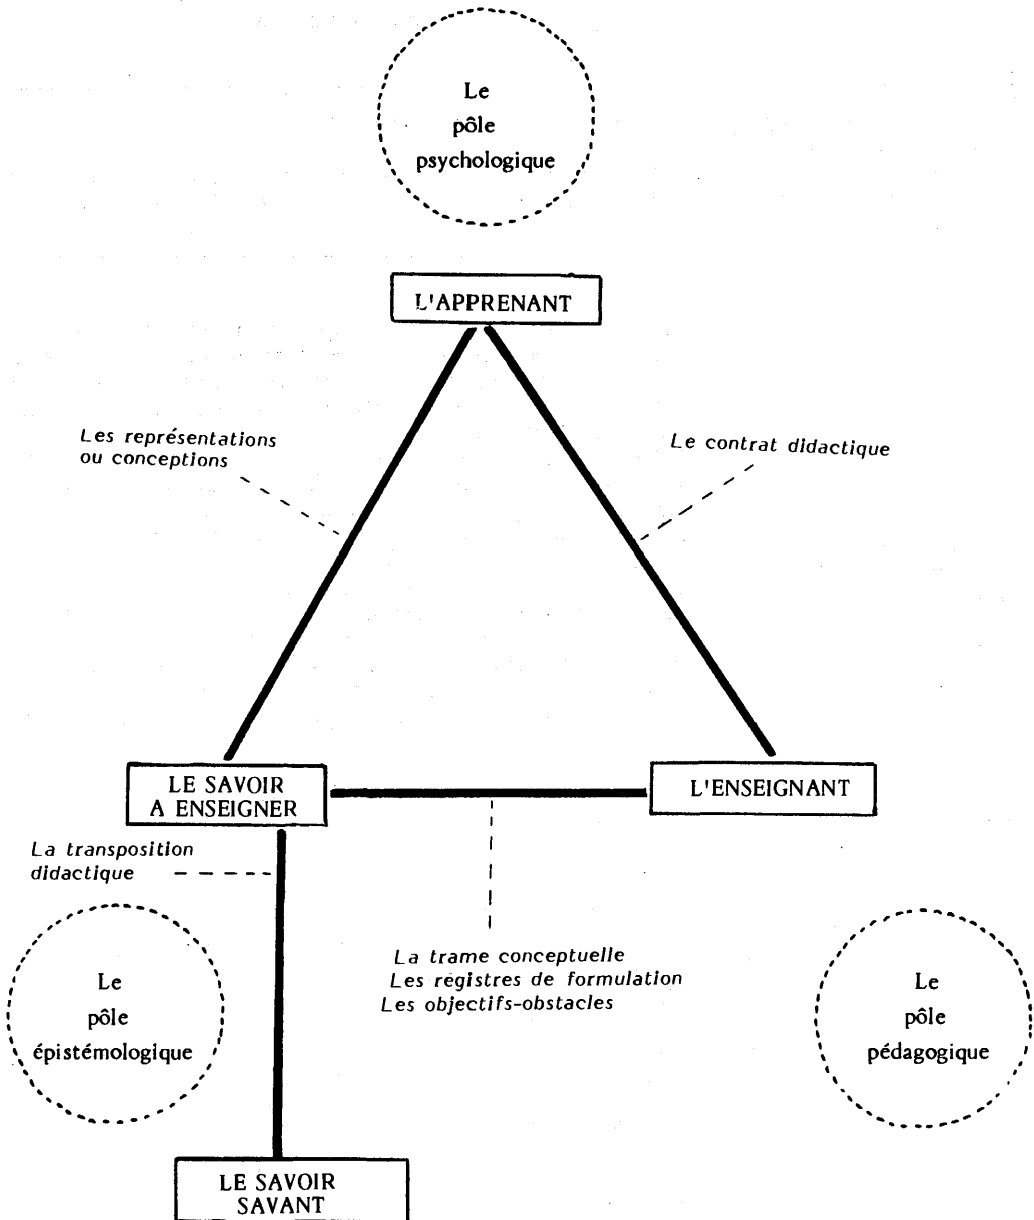 Le
pôle
psychologique
L'APPRENANT
Les représentations
ou conceptions
Le contrat didactique
LE SAVOIR
A ENSEIGNER
L'ENSEIGNANT
La transposition
didactique
La trame conceptuelle
Les régistres de formulation
Les objectifs-obstacles
Le
pôle
épistémologique
Le
pôle
pédagogique
LE SAVOIR
SAVANT